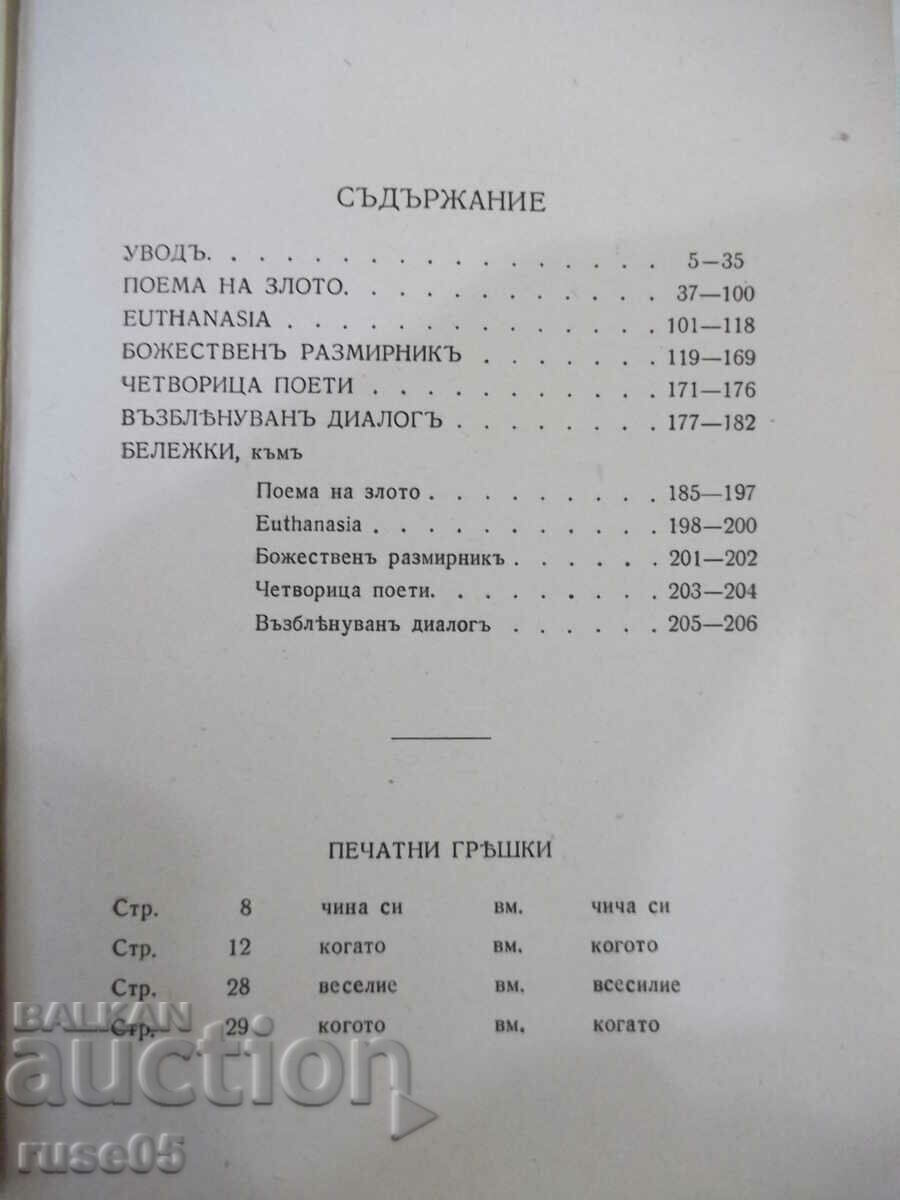 СЪДЪРЖАНИЕ
УВОДЪ. . . . . . . . . . . . . . . . . . 5—35
ПОЕМА НА ЗЛОТО. . . . . . . . . . . . 37—100
EUTHANASIA . . . . . . . . . . . . . . 101—118
БОЖЕСТВЕНЪ РАЗМИРНИКЪ . . . . . . . 119—169
ЧЕТВОРИЦА ПОЕТИ . . . . . . . . . . . 171—176
ВЪЗБЛѢНУВАНЪ ДИАЛОГЪ . . . . . . . . 177—182
БЕЛЕЖКИ, къмъ
Поема на злото . . . . . . . . . 185—197
Euthanasia . . . . . . . . . . . 198—200
Божественъ размирникъ . . . . . . 201—202
Четворица поети. . . . . . . . . 203—204
Възблѣнуванъ диалогъ . . . . . . 205—206
ПЕЧАТНИ ГРѢШКИ
Стр. 8 чина си вм. чича си
Стр. 12 когато вм. когото
Стр. 28 веселие вм. всесилие
Стр. 29 когото вм. когато
BALKAN
auction
ruse05